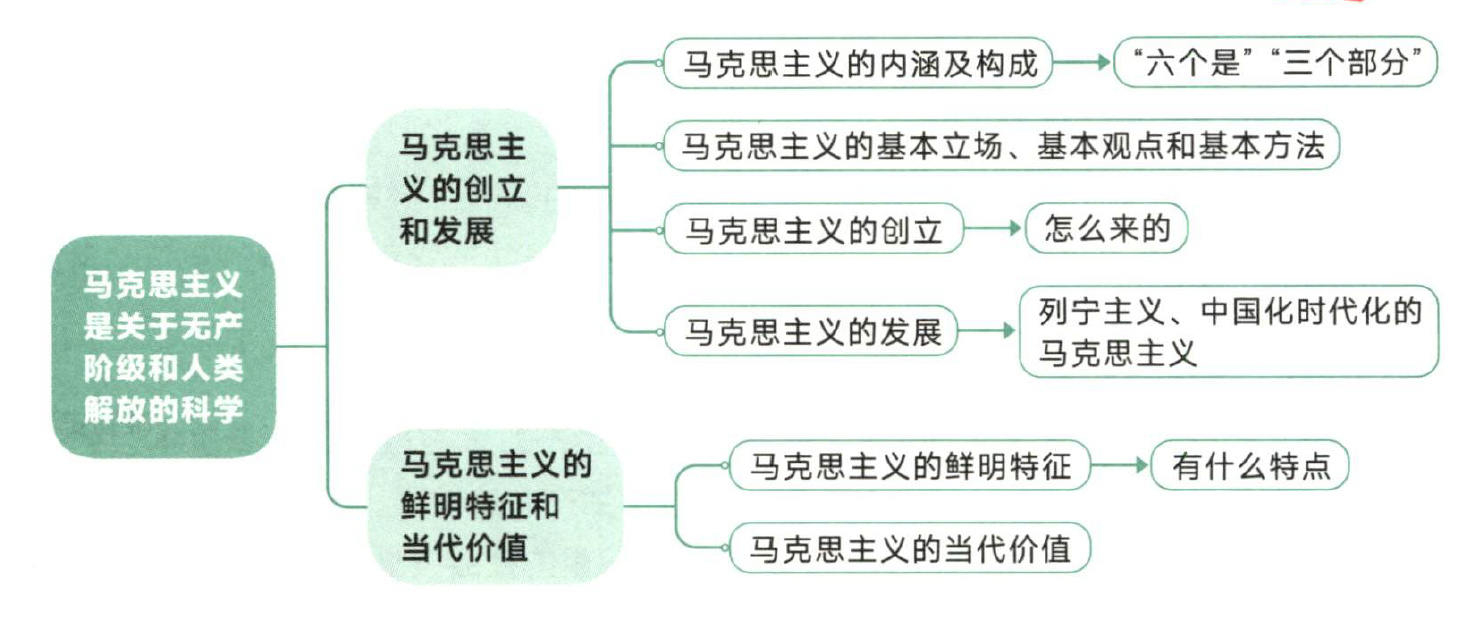 马克思主义
是关于无产
阶级和人类
解放的科学
马克思主
义的创立
和发展
马克思主义的内涵及构成
“六个是”“三个部分”
马克思主义的基本立场、基本观点和基本方法
马克思主义的创立
怎么来的
马克思主义的发展
列宁主义、中国化时代化的
马克思主义
马克思主义的
鲜明特征和
当代价值
马克思主义的鲜明特征
有什么特点
马克思主义的当代价值